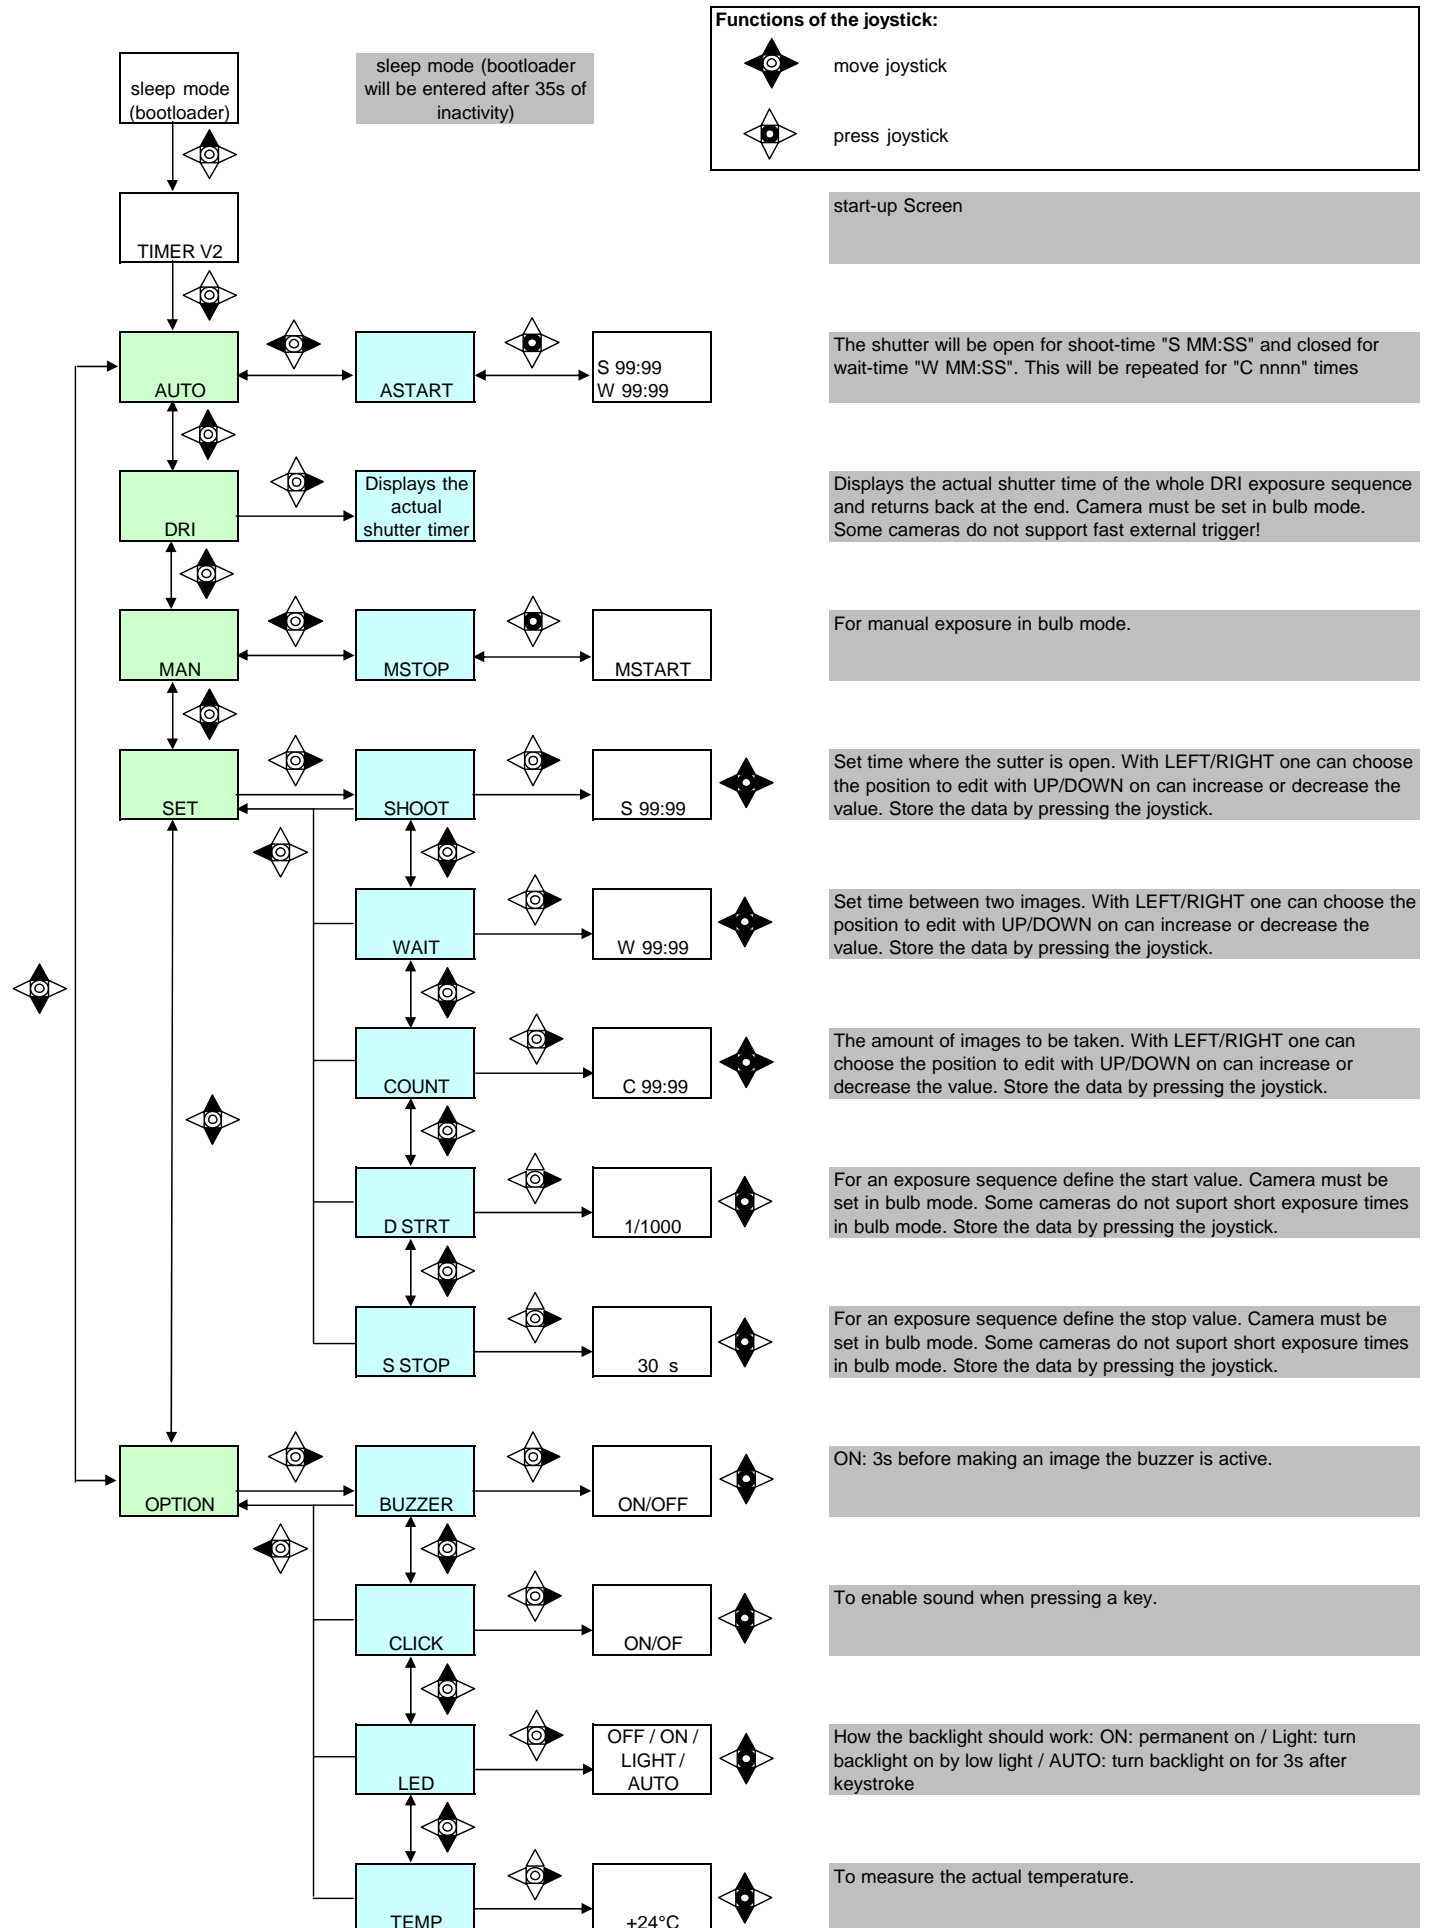 Functions of the joystick:
move joystick
press joystick
sleep mode
(bootloader)
sleep mode (bootloader
will be entered after 35s of
inactivity)
TIMER V2
start-up Screen
AUTO
ASTART
S 99:99
W 99:99
The shutter will be open for shoot-time "S MM:SS" and closed for
wait-time "W MM:SS". This will be repeated for "C nnnn" times
DRI
Displays the
actual
shutter timer
Displays the actual shutter time of the whole DRI exposure sequence
and returns back at the end. Camera must be set in bulb mode.
Some cameras do not support fast external trigger!
MAN
MSTOP
MSTART
For manual exposure in bulb mode.
SET
SHOOT
S 99:99
Set time where the sutter is open. With LEFT/RIGHT one can choose
the position to edit with UP/DOWN on can increase or decrease the
value. Store the data by pressing the joystick.
WAIT
W 99:99
Set time between two images. With LEFT/RIGHT one can choose the
position to edit with UP/DOWN on can increase or decrease the
value. Store the data by pressing the joystick.
COUNT
C 99:99
The amount of images to be taken. With LEFT/RIGHT one can
choose the position to edit with UP/DOWN on can increase or
decrease the value. Store the data by pressing the joystick.
D STRT
1/1000
For an exposure sequence define the start value. Camera must be
set in bulb mode. Some cameras do not suport short exposure times
in bulb mode. Store the data by pressing the joystick.
S STOP
30 s
For an exposure sequence define the stop value. Camera must be
set in bulb mode. Some cameras do not suport short exposure times
in bulb mode. Store the data by pressing the joystick.
OPTION
BUZZER
ON/OFF
ON: 3s before making an image the buzzer is active.
CLICK
ON/OF
To enable sound when pressing a key.
LED
OFF / ON /
LIGHT /
AUTO
How the backlight should work: ON: permanent on / Light: turn
backlight on by low light / AUTO: turn backlight on for 3s after
keystroke
TEMP
+24°C
To measure the actual temperature.